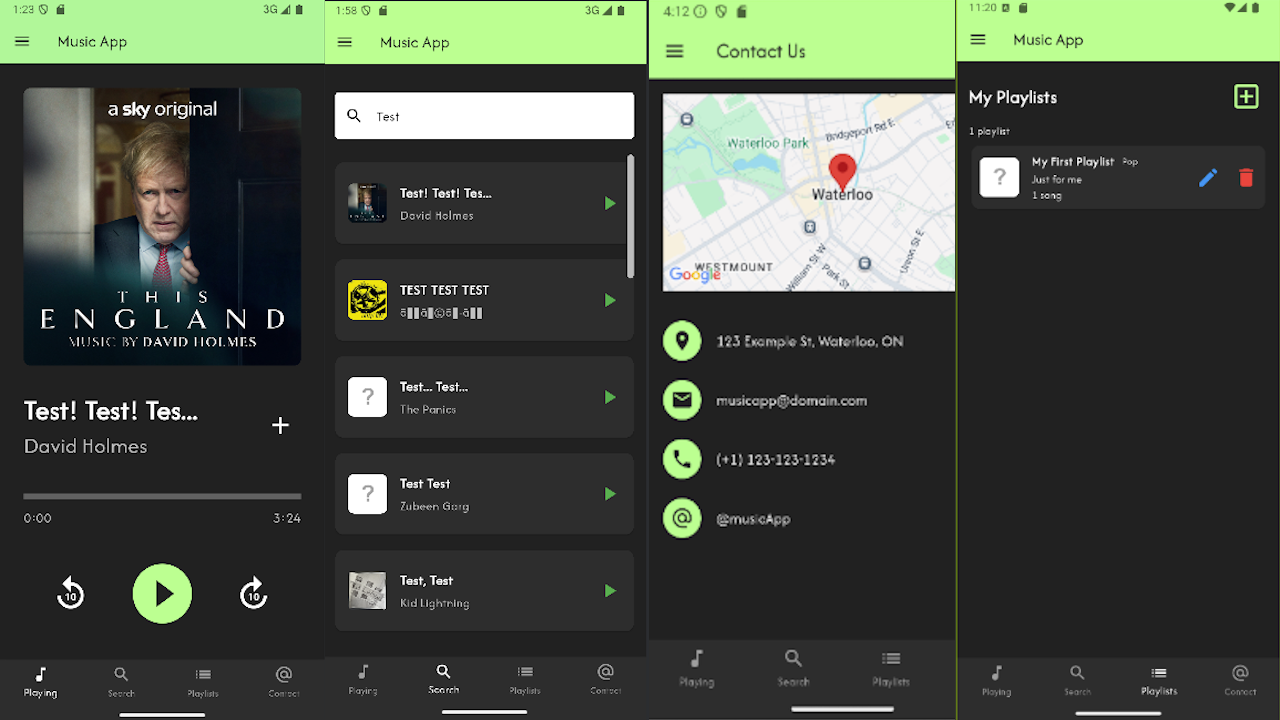 1:23
3G
Music App
a sky original
THIS
ENGLAND
MUSIC BY DAVID HOLMES
Test! Test! Tes...
David Holmes
0:00
3:24
10
10
Playing
Search
Playlists
Contact
1:58
3G
Music App
Test
Test! Test! Tes...
David Holmes
TEST TEST TEST
Test... Test...
The Panics
Test Test
Zubeen Garg
Test, Test
Kid Lightning
Playing
Search
Playlists
Contact
4:12
Contact Us
Waterloo Park
Bridgeport Rd E
Waterloo
WESTMOUNT
William St W
Park St
Union St E
Google
123 Example St, Waterloo, ON
musicapp@domain.com
(+1) 123-123-1234
@musicApp
Playing
Search
Playlists
11:20
Music App
My Playlists
1 playlist
?
My First Playlist Pop
Just for me
1 song
Playing
Search
Playlists
Contact